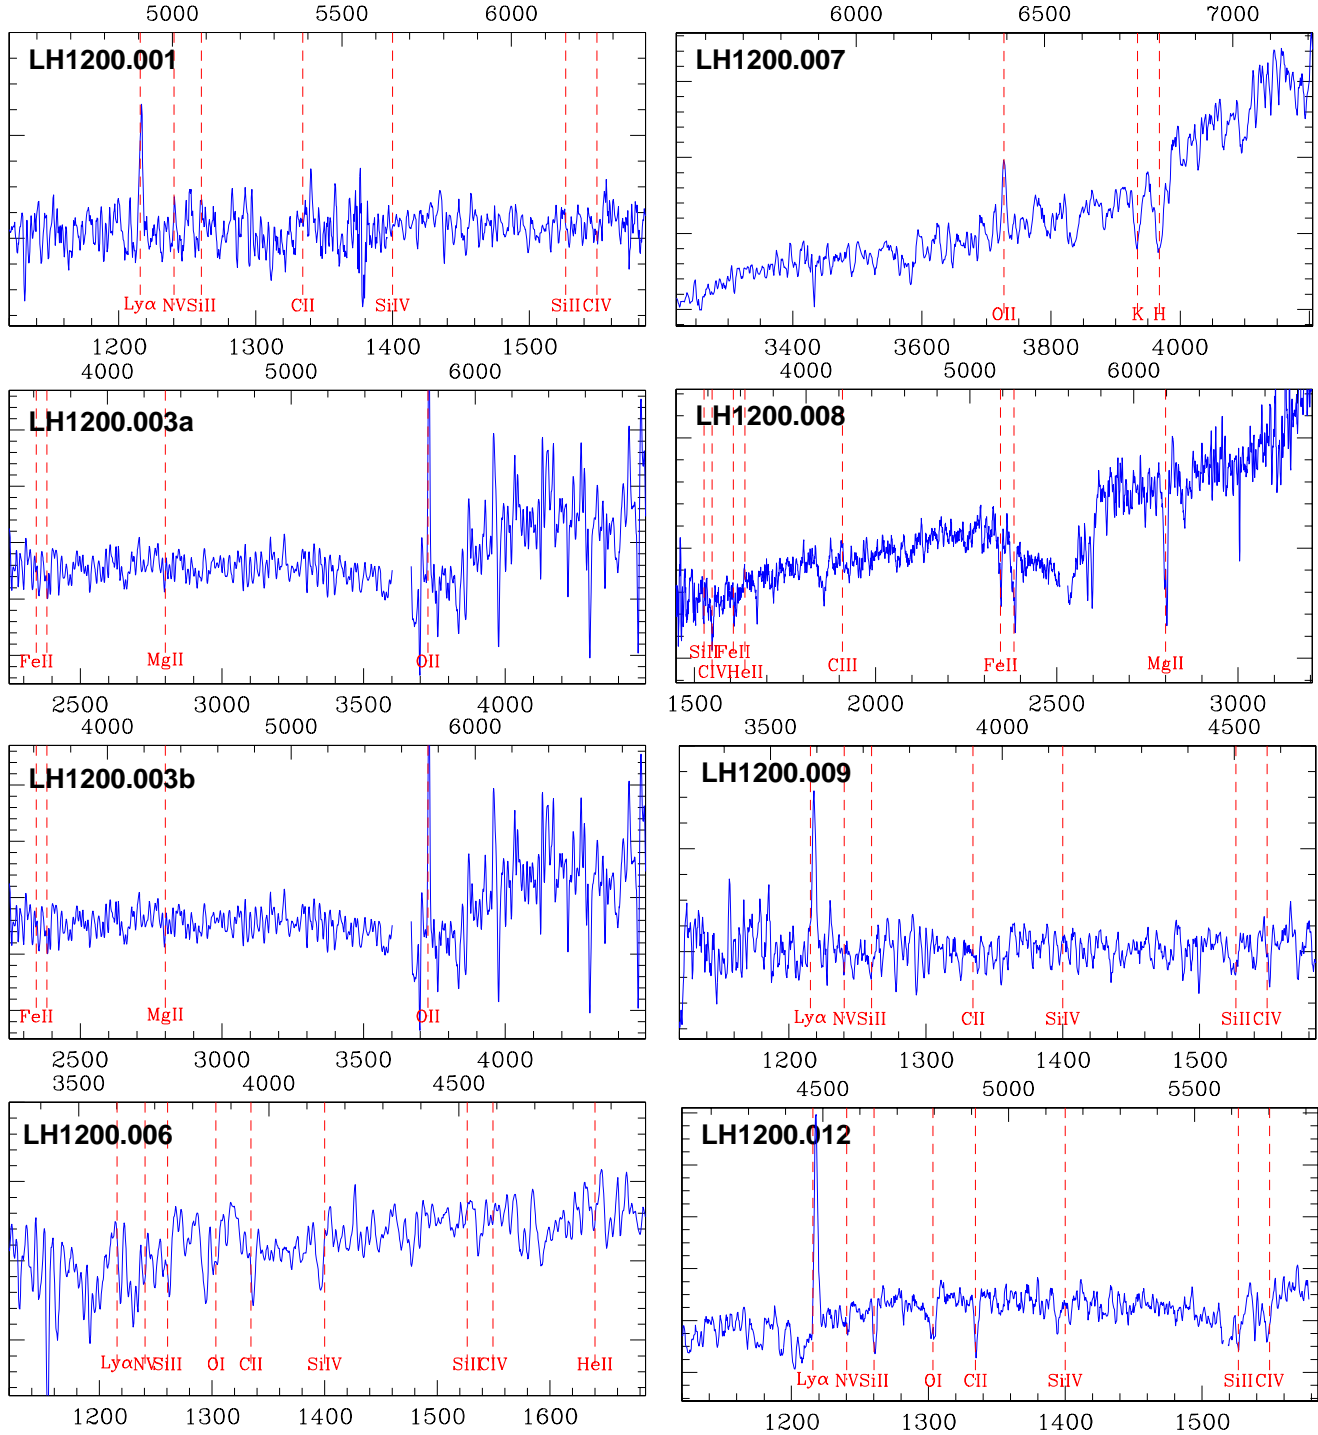 5000 5500 6000
LH1200.001
Lyα NV SiII CII SiIV SiII CIV
1200 1300 1400 1500
6000 6500 7000
LH1200.007
OII K H
3400 3600 3800 4000
4000 5000 6000
LH1200.003a
FeII MgII OII
2500 3000 3500 4000
4000 5000 6000
LH1200.008
SiII FeII CIII FeII MgII
CIV HeII
1500 2000 2500 3000
4000 5000 6000
LH1200.003b
FeII MgII OII
2500 3000 3500 4000
3500 4000 4500
LH1200.009
Lyα NV SiII CII SiIV SiII CIV
1200 1300 1400 1500
3500 4000 4500
LH1200.006
Lyα NV SiII OI CII SiIV SiII CIV HeII
1200 1300 1400 1500 1600
4500 5000 5500
LH1200.012
Lyα NV SiII OI CII SiIV SiII CIV
1200 1300 1400 1500